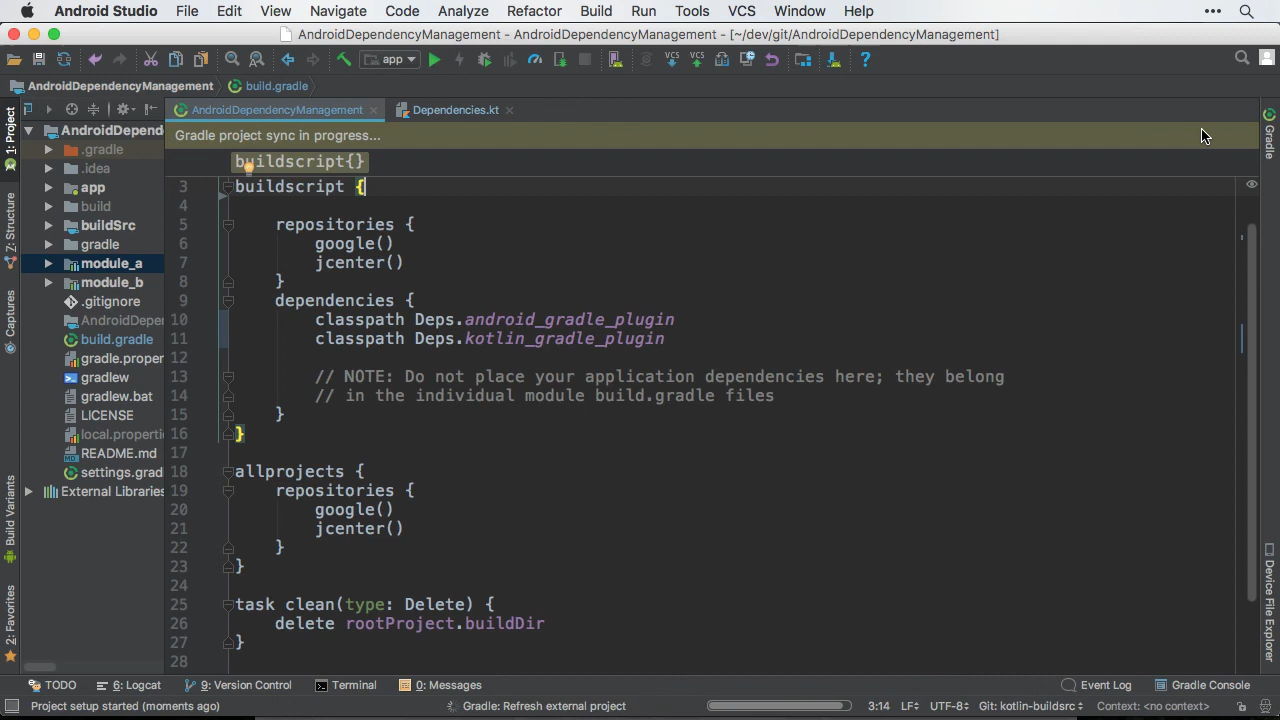 Android Studio File Edit View Navigate Code Analyze Refactor Build Run Tools VCS Window Help
AndroidDependencyManagement - AndroidDependencyManagement - [~/dev/git/AndroidDependencyManagement]
app
VCS VCS
AndroidDependencyManagement build.gradle
AndroidDependencyManagement Dependencies.kt
Gradle project sync in progress...
1: Project
Z: Structure
Captures
Build Variants
2: Favorites
AndroidDepend
.gradle
.idea
app
build
buildSrc
gradle
module_a
module_b
.gitignore
AndroidDepen
build.gradle
gradle.proper
gradlew
gradlew.bat
LICENSE
local.properti
README.md
settings.grad
External Libraries
buildscript{}
3 buildscript {
4
5 repositories {
6 google()
7 jcenter()
8 }
9 dependencies {
10 classpath Deps.android_gradle_plugin
11 classpath Deps.kotlin_gradle_plugin
12
13 // NOTE: Do not place your application dependencies here; they belong
14 // in the individual module build.gradle files
15 }
16 }
17
18 allprojects {
19 repositories {
20 google()
21 jcenter()
22 }
23 }
24
25 task clean(type: Delete) {
26 delete rootProject.buildDir
27 }
28
Gradle
Device File Explorer
TODO 6: Logcat 9: Version Control Terminal 0: Messages Event Log Gradle Console
Project setup started (moments ago) Gradle: Refresh external project 3:14 LF÷ UTF-8÷ Git: kotlin-buildsrc÷ Context: <no context>